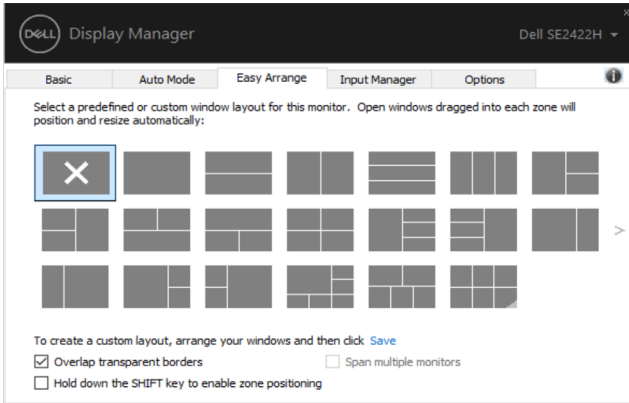 DELL Display Manager
Dell SE2422H
Basic Auto Mode Easy Arrange Input Manager Options
Select a predefined or custom window layout for this monitor. Open windows dragged into each zone will
position and resize automatically:
To create a custom layout, arrange your windows and then click Save
Overlap transparent borders
Span multiple monitors
Hold down the SHIFT key to enable zone positioning